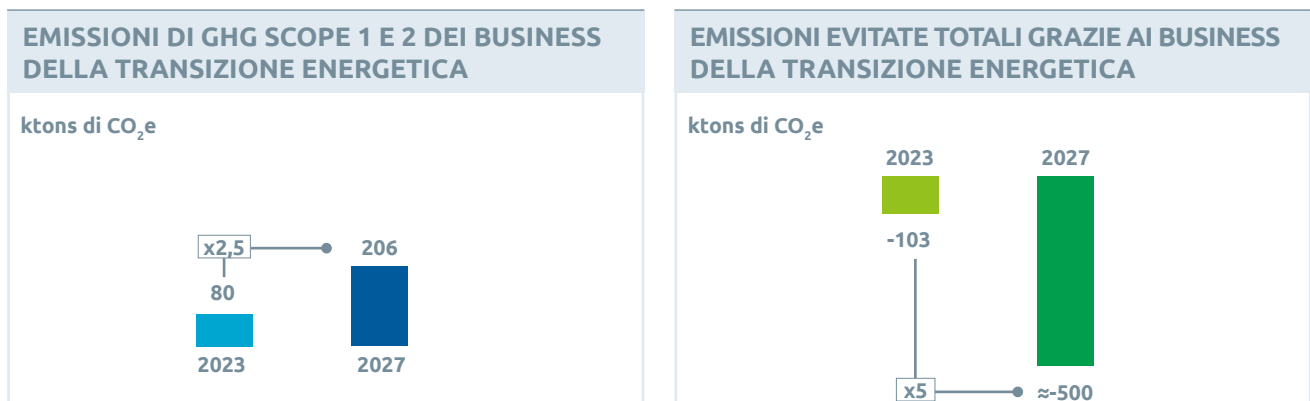 EMISSIONI DI GHG SCOPE 1 E 2 DEI BUSINESS
DELLA TRANSIZIONE ENERGETICA
ktons di CO₂e
x2,5
206
80
2023
2027
EMISSIONI EVITATE TOTALI GRAZIE AI BUSINESS
DELLA TRANSIZIONE ENERGETICA
ktons di CO₂e
2023
2027
-103
x5
≈-500